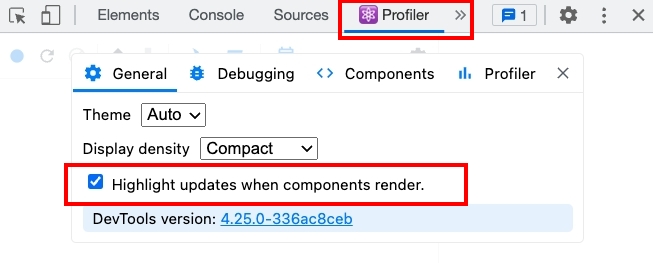 Elements Console Sources Profiler » 1
General Debugging Components Profiler
Theme Auto
Display density Compact
Highlight updates when components render.
DevTools version: 4.25.0-336ac8ceb